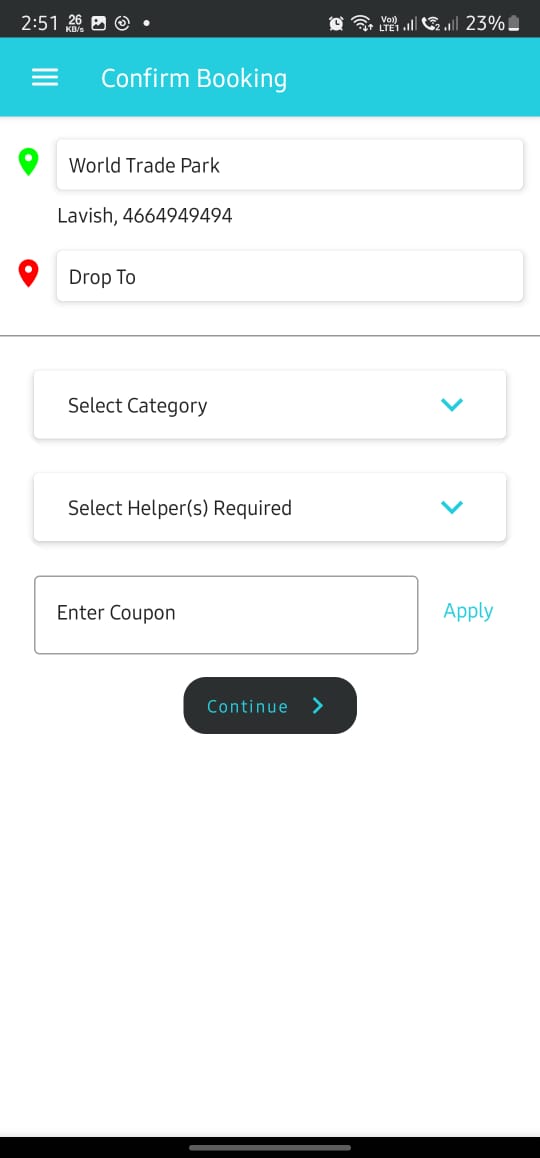 2:51 26 KB/s Vo)) LTE1 2 23%
Confirm Booking
World Trade Park
Lavish, 4664949494
Drop To
Select Category
Select Helper(s) Required
Enter Coupon
Apply
Continue